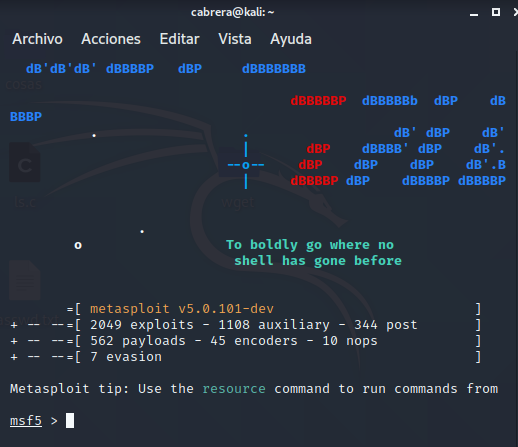 cabrera@kali: ~
Archivo Acciones Editar Vista Ayuda
dB'dB'dB' dBBBBP dBP dBBBBBBB
dBBBBBP dBBBBBb dBP dB
BBBP
. . dB' dBP dB'
| dBP dBBBB' dBP dB'.
--o-- dBP dBP dBP dB'.B
| dBBBBP dBP dBBBBP dBBBBP
.
o To boldly go where no
shell has gone before
=[ metasploit v5.0.101-dev ]
+ -- --=[ 2049 exploits - 1108 auxiliary - 344 post ]
+ -- --=[ 562 payloads - 45 encoders - 10 nops ]
+ -- --=[ 7 evasion ]
Metasploit tip: Use the resource command to run commands from
msf5 >